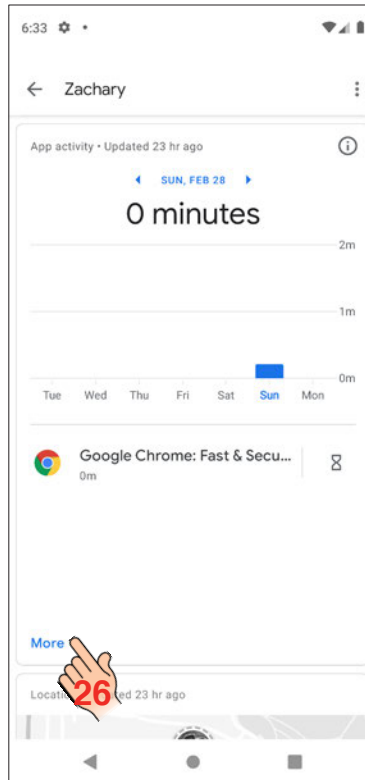 6:33
Zachary
App activity • Updated 23 hr ago
SUN, FEB 28
0 minutes
2m
1m
0m
Tue Wed Thu Fri Sat Sun Mon
Google Chrome: Fast & Secu...
0m
More
26
23 hr ago